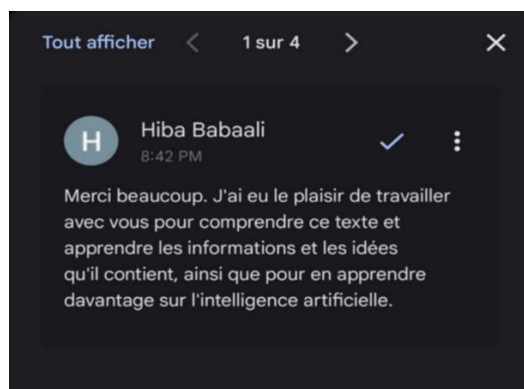 Tout afficher 1 sur 4
H Hiba Babaali
8:42 PM
Merci beaucoup. J'ai eu le plaisir de travailler
avec vous pour comprendre ce texte et
apprendre les informations et les idées
qu'il contient, ainsi que pour en apprendre
davantage sur l'intelligence artificielle.